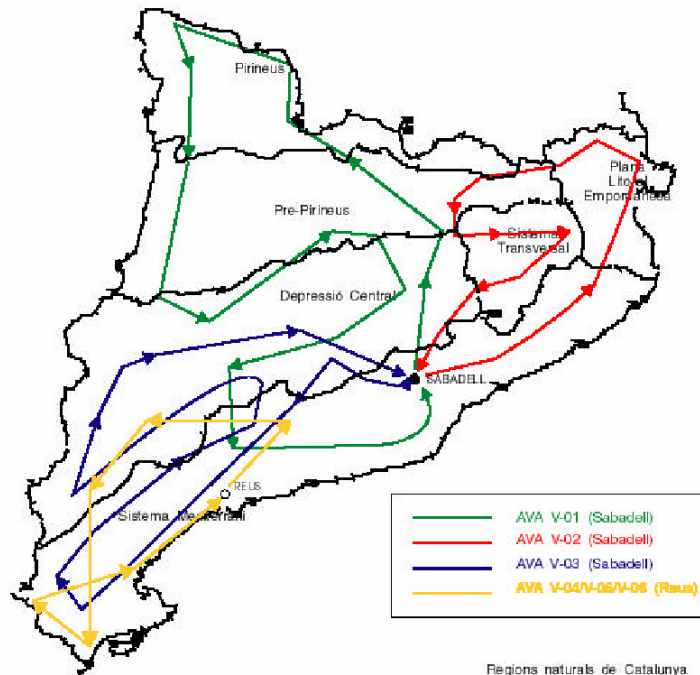 Pirineus
Plana
Litoral
Empordanesa
Pre-Pirineus
Sistema
Transversal
Depressió Central
SABADELL
REUS
Sistema Mediterrani
AVA V-01 (Sabadell)
AVA V-02 (Sabadell)
AVA V-03 (Sabadell)
AVA V-04/V-05/V-06 (Reus)
Regions naturals de Catalunya